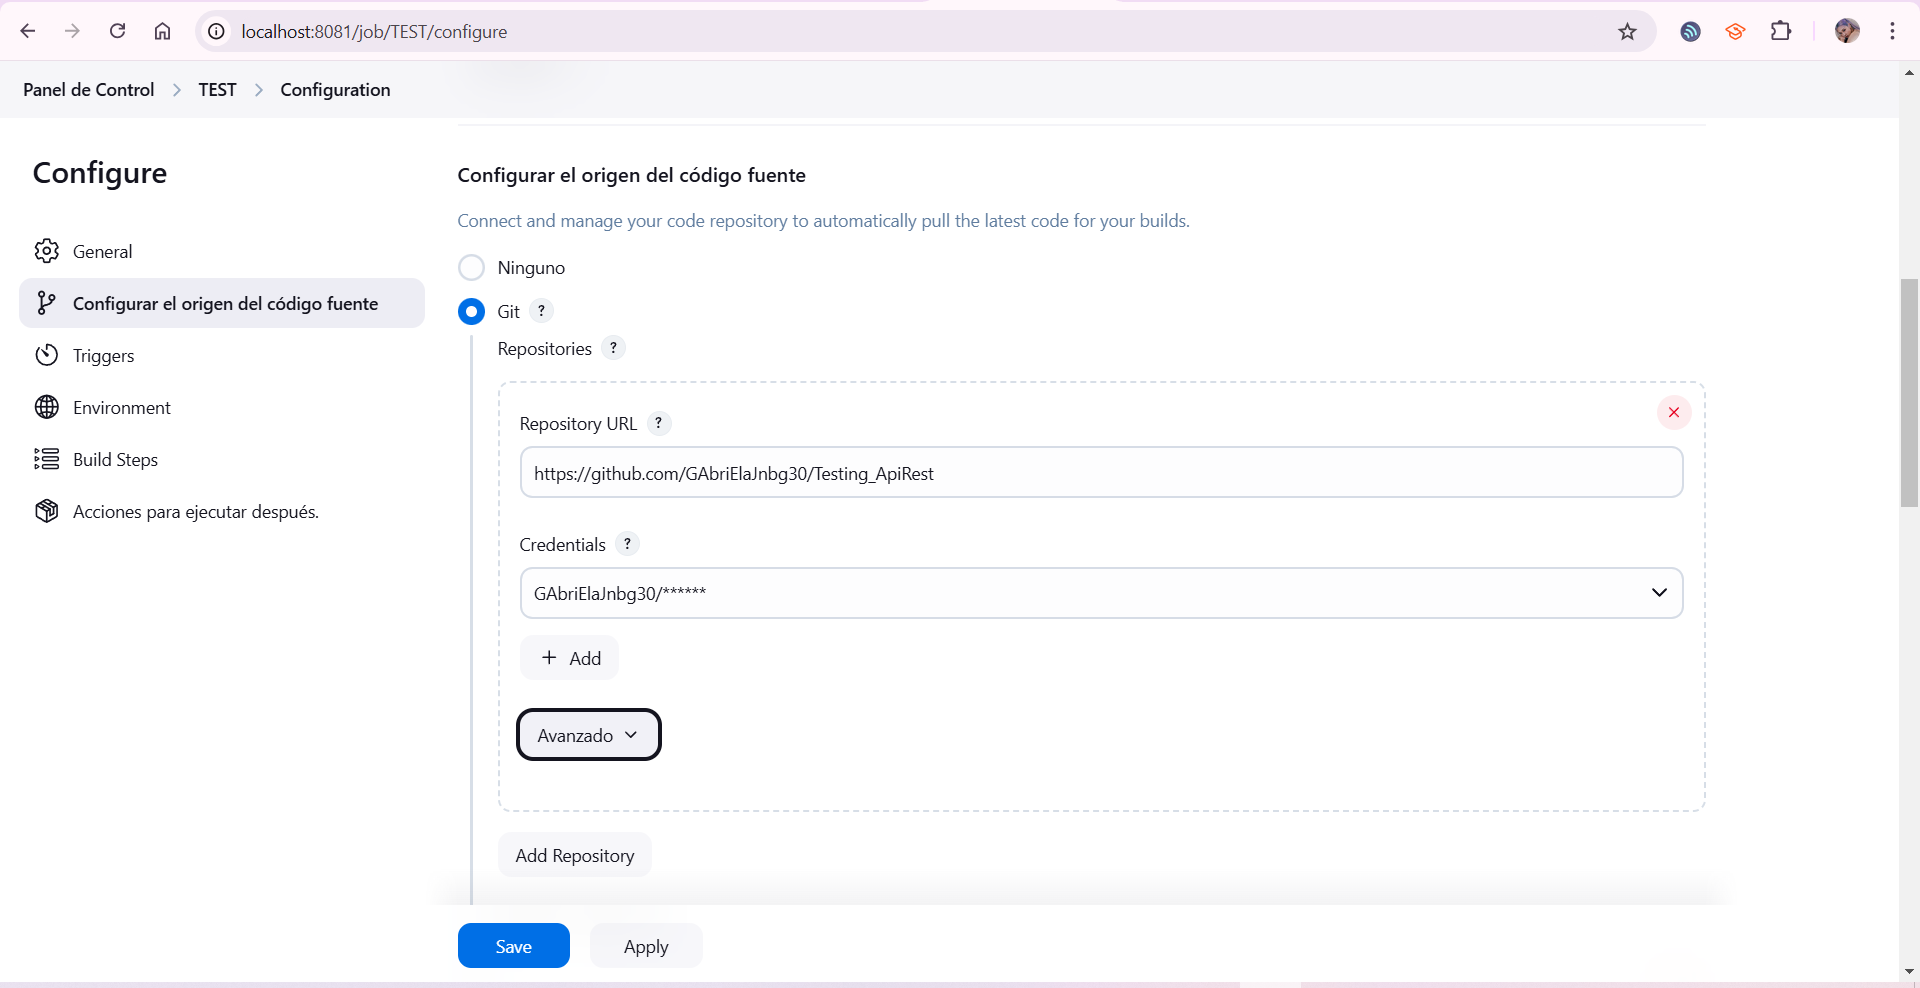 localhost:8081/job/TEST/configure
Panel de Control > TEST > Configuration
Configure
General
Configurar el origen del código fuente
Triggers
Environment
Build Steps
Acciones para ejecutar después.
Configurar el origen del código fuente
Connect and manage your code repository to automatically pull the latest code for your builds.
Ninguno
Git ?
Repositories ?
Repository URL ?
https://github.com/GAbriElaJnbg30/Testing_ApiRest
Credentials ?
GAbriElaJnbg30/******
+ Add
Avanzado
Add Repository
Save
Apply